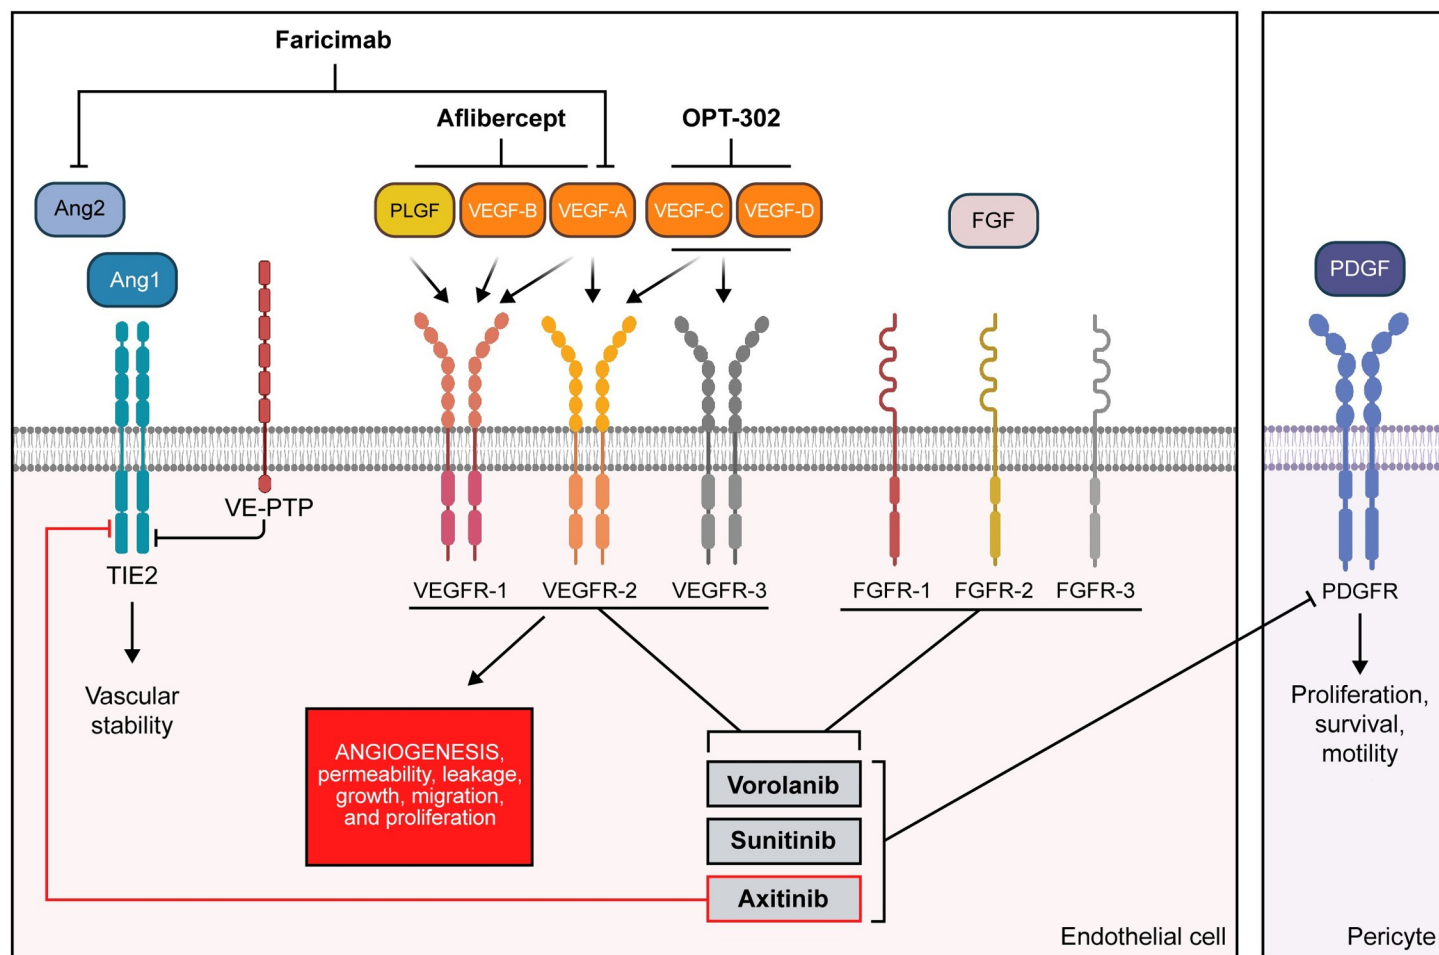 Faricimab
Aflibercept
OPT-302
Ang2
PLGF
VEGF-B
VEGF-A
VEGF-C
VEGF-D
FGF
Ang1
PDGF
VE-PTP
TIE2
VEGFR-1
VEGFR-2
VEGFR-3
FGFR-1
FGFR-2
FGFR-3
PDGFR
Vascular
stability
ANGIOGENESIS,
permeability, leakage,
growth, migration,
and proliferation
Vorolanib
Sunitinib
Axitinib
Proliferation,
survival,
motility
Endothelial cell
Pericyte